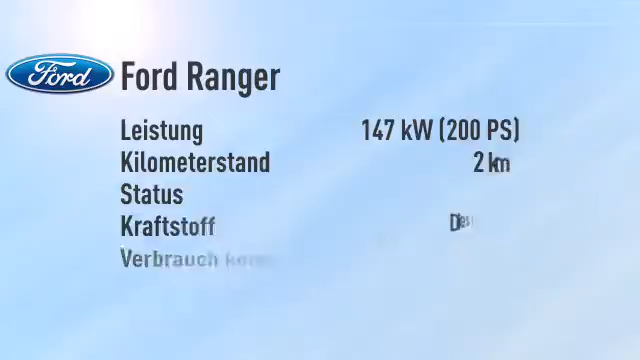 Ford Ford Ranger
Leistung 147 kW (200 PS)
Kilometerstand 2 km
Status
Kraftstoff
Verbrauch